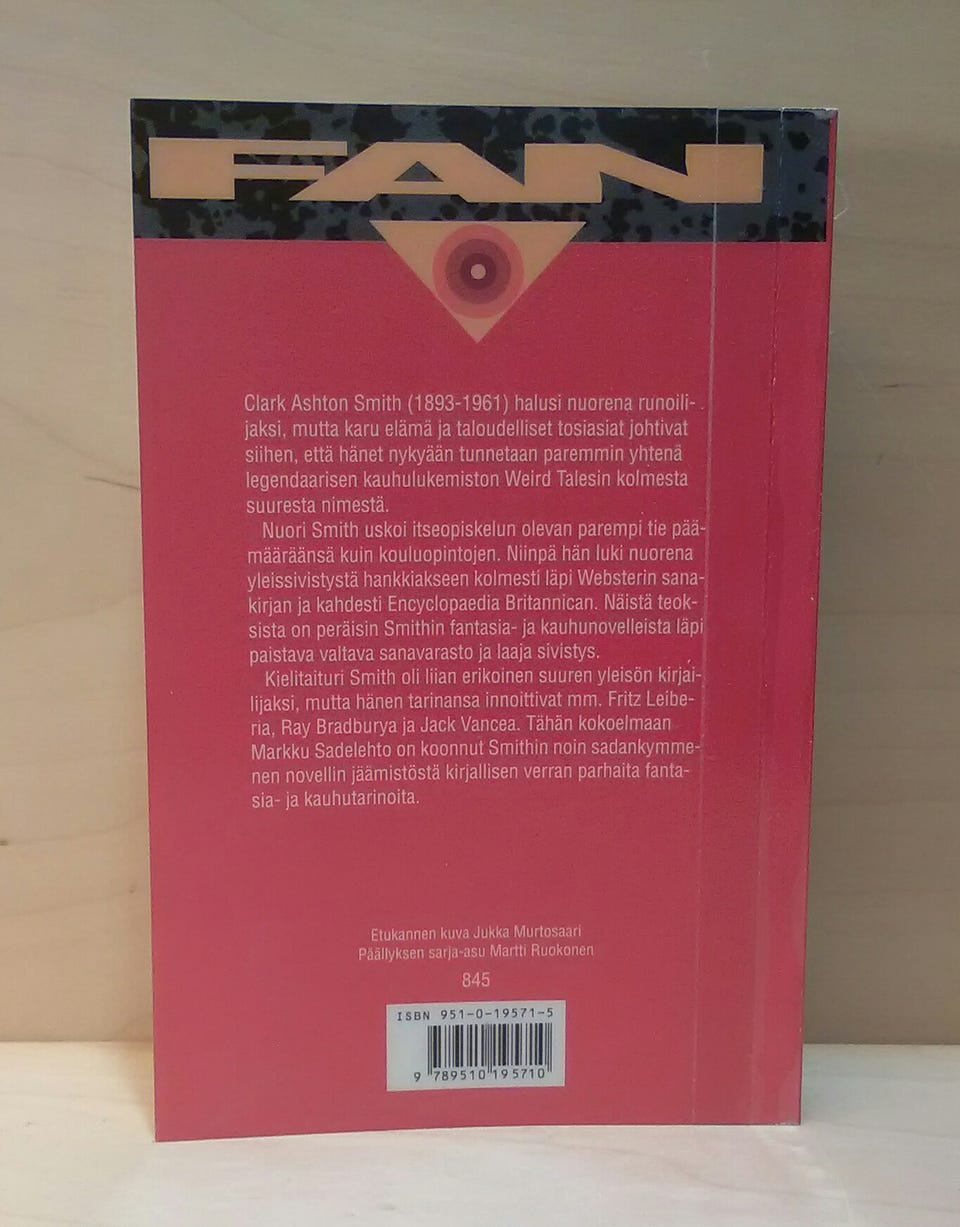 FAN
Clark Ashton Smith (1893-1961) halusi nuorena runoili-
jaksi, mutta karu elämä ja taloudelliset tosiasiat johtivat
siihen, että hänet nykyään tunnetaan paremmin yhtenä
legendaarisen kauhulukemiston Weird Talesin kolmesta
suuresta nimestä.
Nuori Smith uskoi itseopiskelun olevan parempi tie pää-
määräänsä kuin kouluopintojen. Niinpä hän luki nuorena
yleissivistystä hankkiakseen kolmesti läpi Websterin sana-
kirjan ja kahdesti Encyclopaedia Britannican. Näistä teok-
sista on peräisin Smithin fantasia- ja kauhunovelleista läpi
paistava valtava sanavarasto ja laaja sivistys.
Kielitaituri Smith oli liian erikoinen suuren yleisön kirjai-
lijaksi, mutta hänen tarinansa innoittivat mm. Fritz Leibe-
ria, Ray Bradburya ja Jack Vancea. Tähän kokoelmaan
Markku Sadelehto on koonnut Smithin noin sadankymme-
nen novellin jäämistöstä kirjallisen verran parhaita fanta-
sia- ja kauhutarinoita.
Etukannen kuva Jukka Murtosaari
Päällyksen sarja-asu Martti Ruokonen
845
ISBN 951-0-19571-5
9 789510 195710